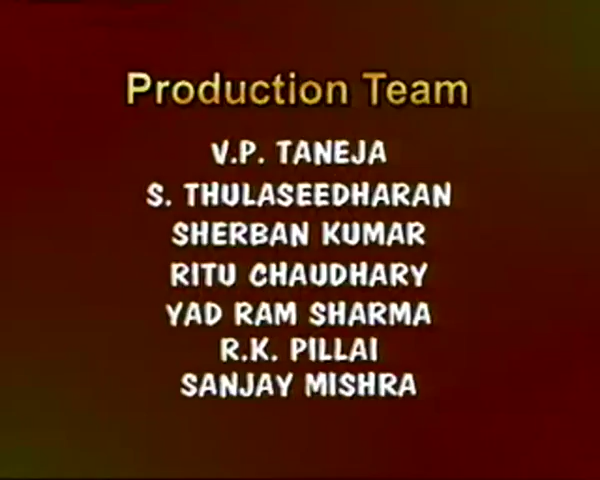 Production Team
V.P. TANEJA
S. THULASEEDHARAN
SHERBAN KUMAR
RITU CHAUDHARY
YAD RAM SHARMA
R.K. PILLAI
SANJAY MISHRA